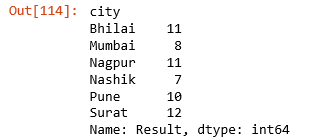 Out[114]: city
Bhilai 11
Mumbai 8
Nagpur 11
Nashik 7
Pune 10
Surat 12
Name: Result, dtype: int64